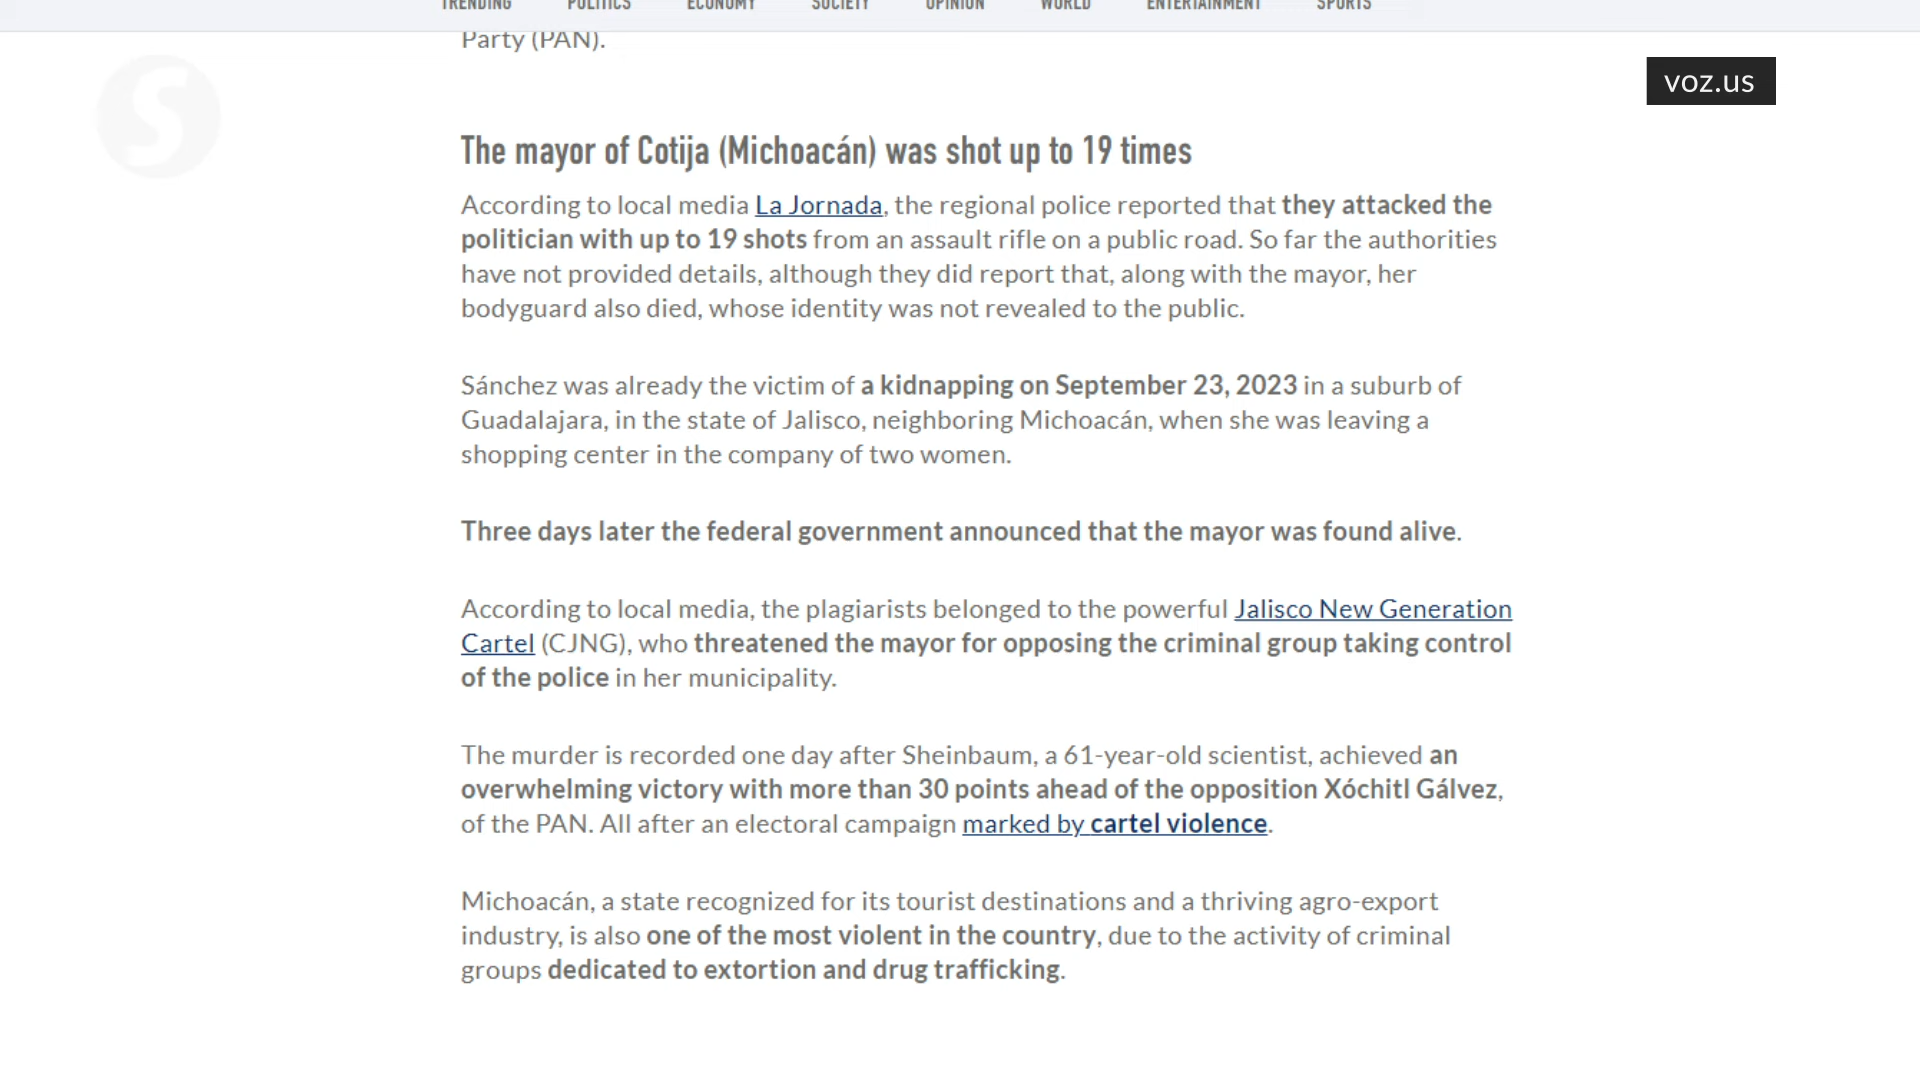 TRENDING POLITICS ECONOMY SOCIETY OPINION WORLD ENTERTAINMENT SPORTS
Party (PAN).
voz.us
The mayor of Cotija (Michoacán) was shot up to 19 times
According to local media La Jornada, the regional police reported that they attacked the
politician with up to 19 shots from an assault rifle on a public road. So far the authorities
have not provided details, although they did report that, along with the mayor, her
bodyguard also died, whose identity was not revealed to the public.
Sánchez was already the victim of a kidnapping on September 23, 2023 in a suburb of
Guadalajara, in the state of Jalisco, neighboring Michoacán, when she was leaving a
shopping center in the company of two women.
Three days later the federal government announced that the mayor was found alive.
According to local media, the plagiarists belonged to the powerful Jalisco New Generation
Cartel (CJNG), who threatened the mayor for opposing the criminal group taking control
of the police in her municipality.
The murder is recorded one day after Sheinbaum, a 61-year-old scientist, achieved an
overwhelming victory with more than 30 points ahead of the opposition Xóchitl Gálvez,
of the PAN. All after an electoral campaign marked by cartel violence.
Michoacán, a state recognized for its tourist destinations and a thriving agro-export
industry, is also one of the most violent in the country, due to the activity of criminal
groups dedicated to extortion and drug trafficking.